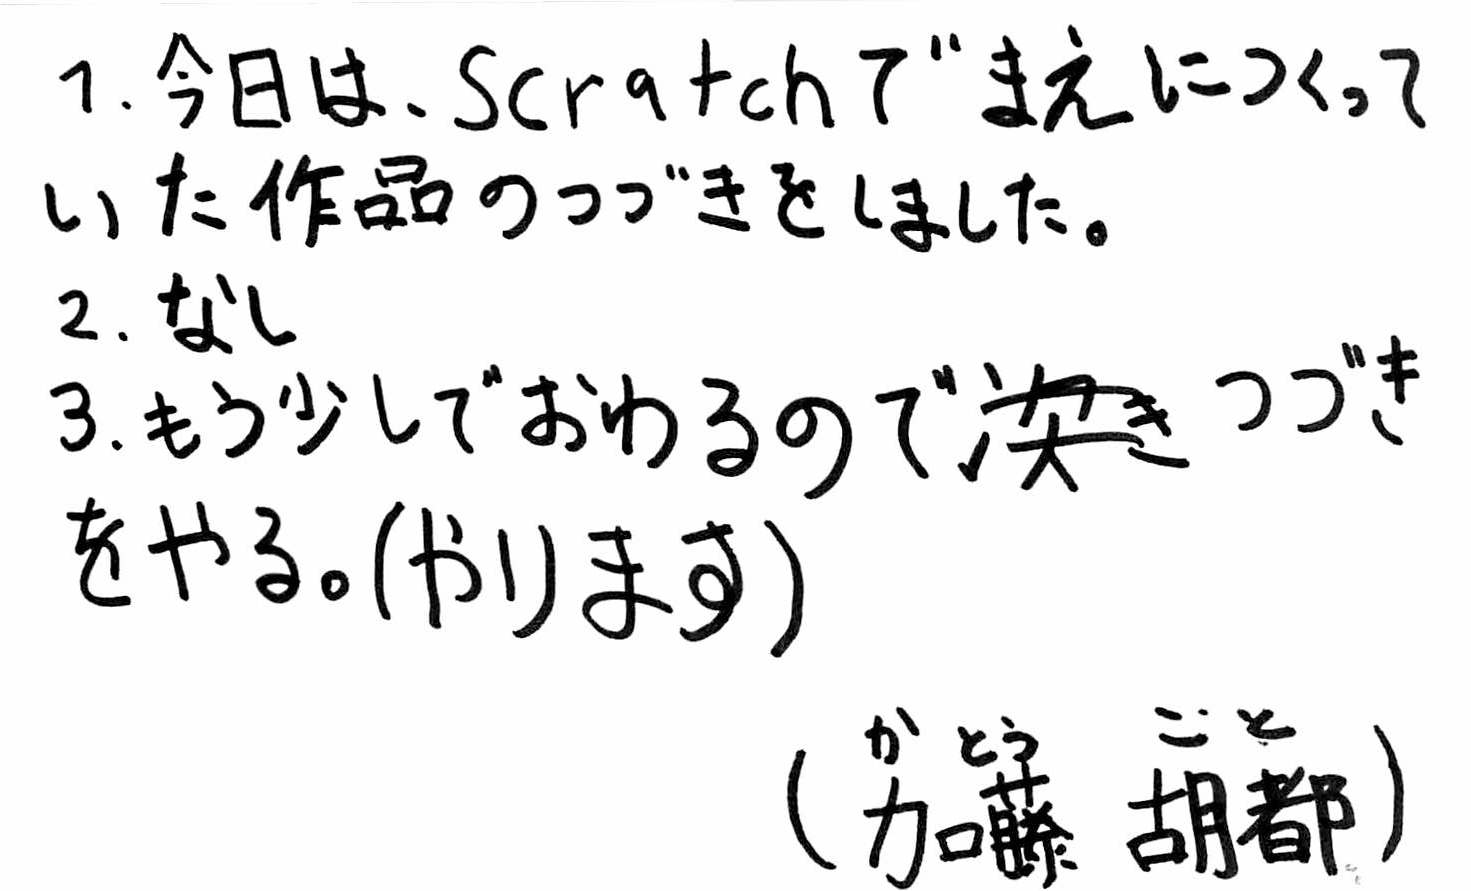 1. 今日は、Scratchでまえにつくって
いた作品のつづきをしました。
2. なし
3. もう少しでおわるのでつづき
をやる。(やります)
かとう ごと
(加藤 胡都)